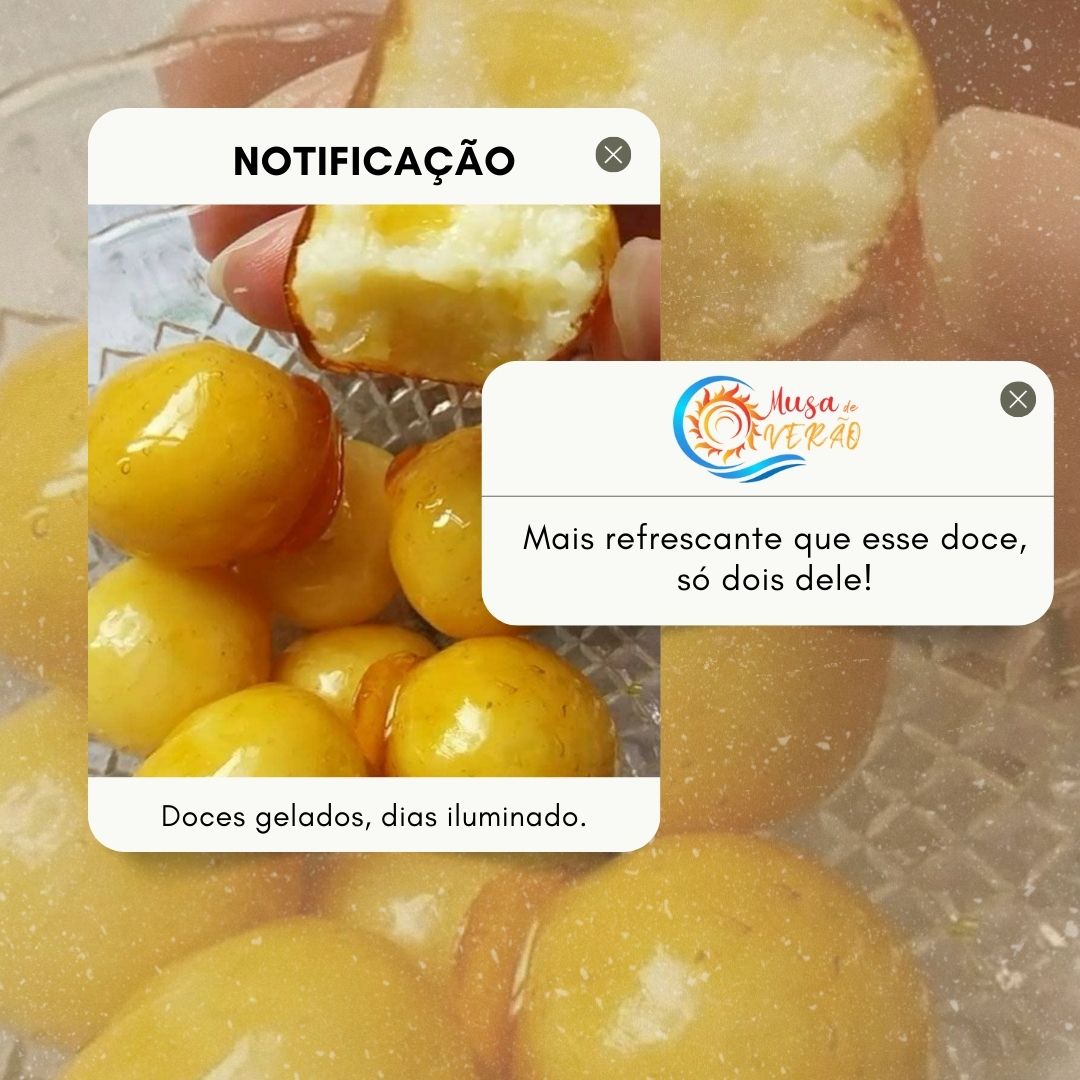 NOTIFICAÇÃO
Musa de
VERÃO
Mais refrescante que esse doce,
só dois dele!
Doces gelados, dias iluminado.